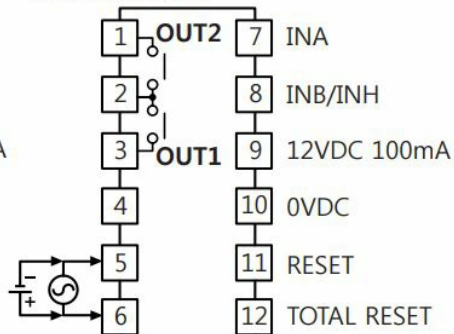 1 OUT2 7 INA
2 8 INB/INH
A 3 OUT1 9 12VDC 100mA
4 10 0VDC
5 11 RESET
- +
6 12 TOTAL RESET